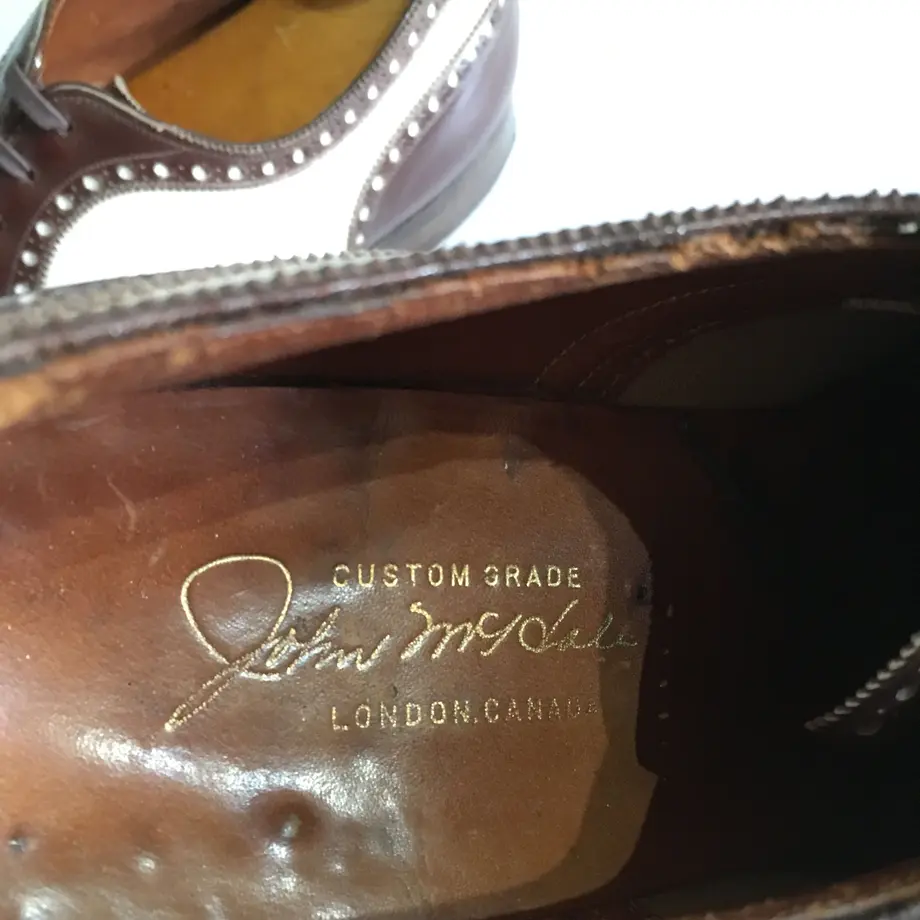 CUSTOM GRADE
John McHale
LONDON, CANADA